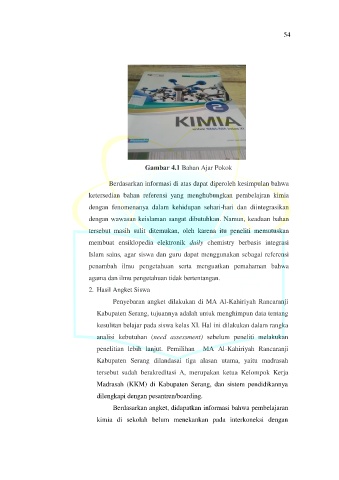 54
KIMIA
2
Gambar 4.1 Bahan Ajar Pokok
Berdasarkan informasi di atas dapat diperoleh kesimpulan bahwa
ketersedian bahan referensi yang menghubungkan pembelajran kimia
dengan fenomenanya dalam kehidupan sehari-hari dan diintegrasikan
dengan wawasan keislaman sangat dibutuhkan. Namun, keadaan bahan
tersebut masih sulit ditemukan, oleh karena itu peneliti memutuskan
membuat ensiklopedia elektronik daily chemistry berbasis integrasi
Islam sains, agar siswa dan guru dapat menggunakan sebagai referensi
penambah ilmu pengetahuan serta menguatkan pemahaman bahwa
agama dan ilmu pengetahuan tidak bertentangan.
2. Hasil Angket Siswa
Penyebaran angket dilakukan di MA Al-Kahiriyah Rancaranji
Kabupaten Serang, tujuannya adalah untuk menghimpun data tentang
kesulitan belajar pada siswa kelas XI. Hal ini dilakukan dalam rangka
analisi kebutuhan (need assessment) sebelum peneliti melakukan
penelitian lebih lanjut. Pemilihan MA Al-Kahiriyah Rancaranji
Kabupaten Serang dilandasai tiga alasan utama, yaitu madrasah
tersebut sudah berakreditasi A, merupakan ketua Kelompok Kerja
Madrasah (KKM) di Kabupaten Serang, dan sistem pendidikannya
dilengkapi dengan pesantren/boarding.
Berdasarkan angket, didapatkan informasi bahwa pembelajaran
kimia di sekolah belum menekankan pada interkoneksi dengan